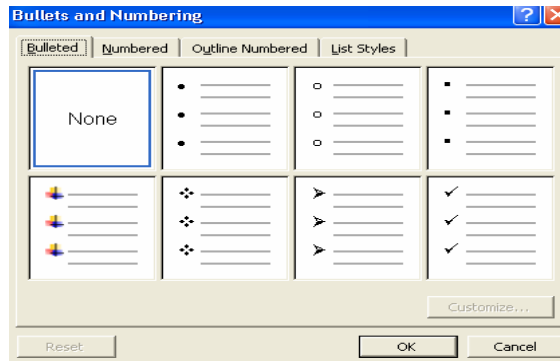 Bullets and Numbering
Bulleted Numbered Outline Numbered List Styles
None
Customize...
Reset OK Cancel